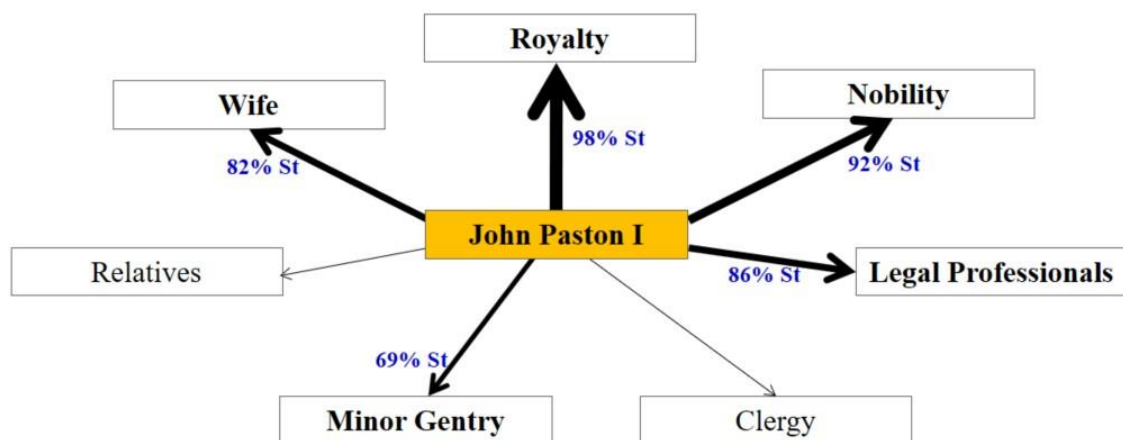 Royalty
Wife
Nobility
98% St
82% St
92% St
John Paston I
Relatives
86% St
Legal Professionals
69% St
Minor Gentry
Clergy